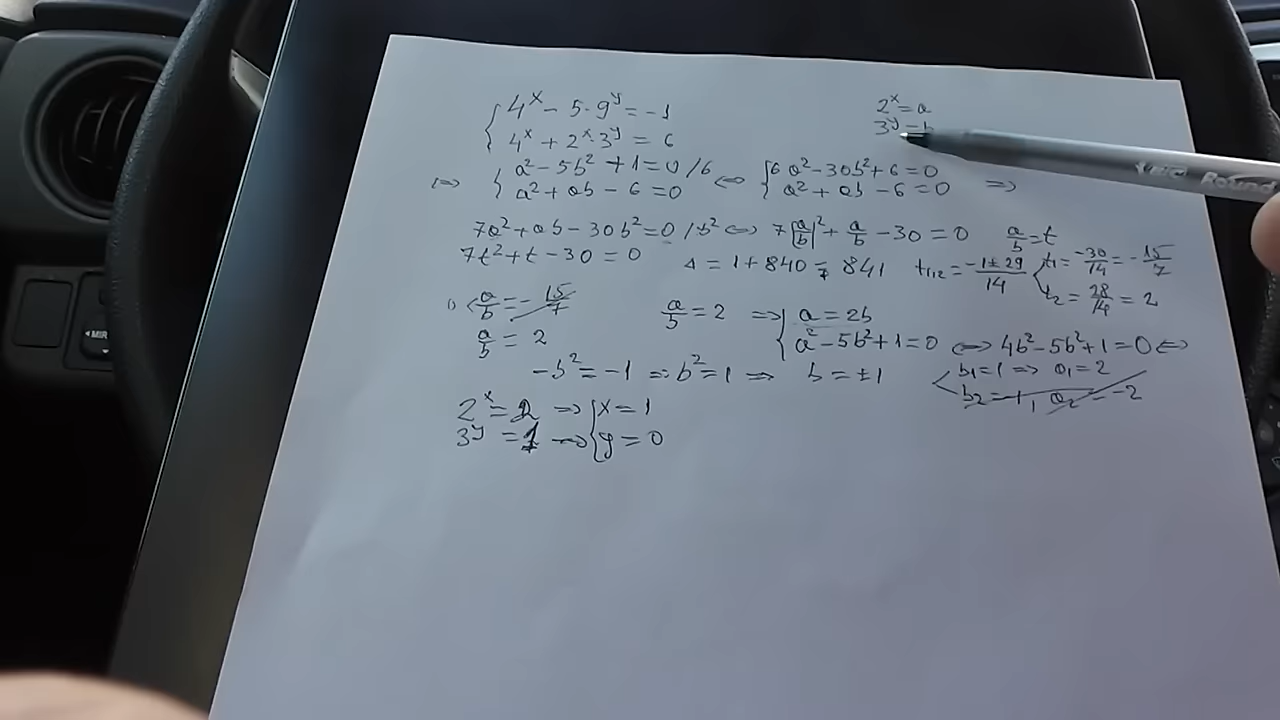 4^x - 5·9^y = -1
2^x = a
4^x + 2^x·3^y = 6
3^y =
⇔ { a² - 5b² + 1 = 0 /6 ⇔ { 6a² - 30b² + 6 = 0
a² + ab - 6 = 0 a² + ab - 6 = 0 ⇒
7a² + ab - 30b² = 0 /b² ⇔ 7(a/b)² + a/b - 30 = 0 a/b = t
7t² + t - 30 = 0 Δ = 1 + 840 = 841 t₁,₂ = (-1 ± 29)/14 t₁ = -30/14 = -15/7
t₂ = 28/14 = 2
1) a/b = -15/7 a/b = 2 ⇒ { a = 2b
a/b = 2 a² - 5b² + 1 = 0 ⇔ 4b² - 5b² + 1 = 0 ⇔
-b² = -1 ⇒ b² = 1 ⇒ b = ±1 b₁ = 1 ⇒ a₁ = 2
b₂ = -1, a₂ = -2
2^x = 2 ⇒ { x = 1
3^y = 1 ⇒ y = 0
MIR
Round